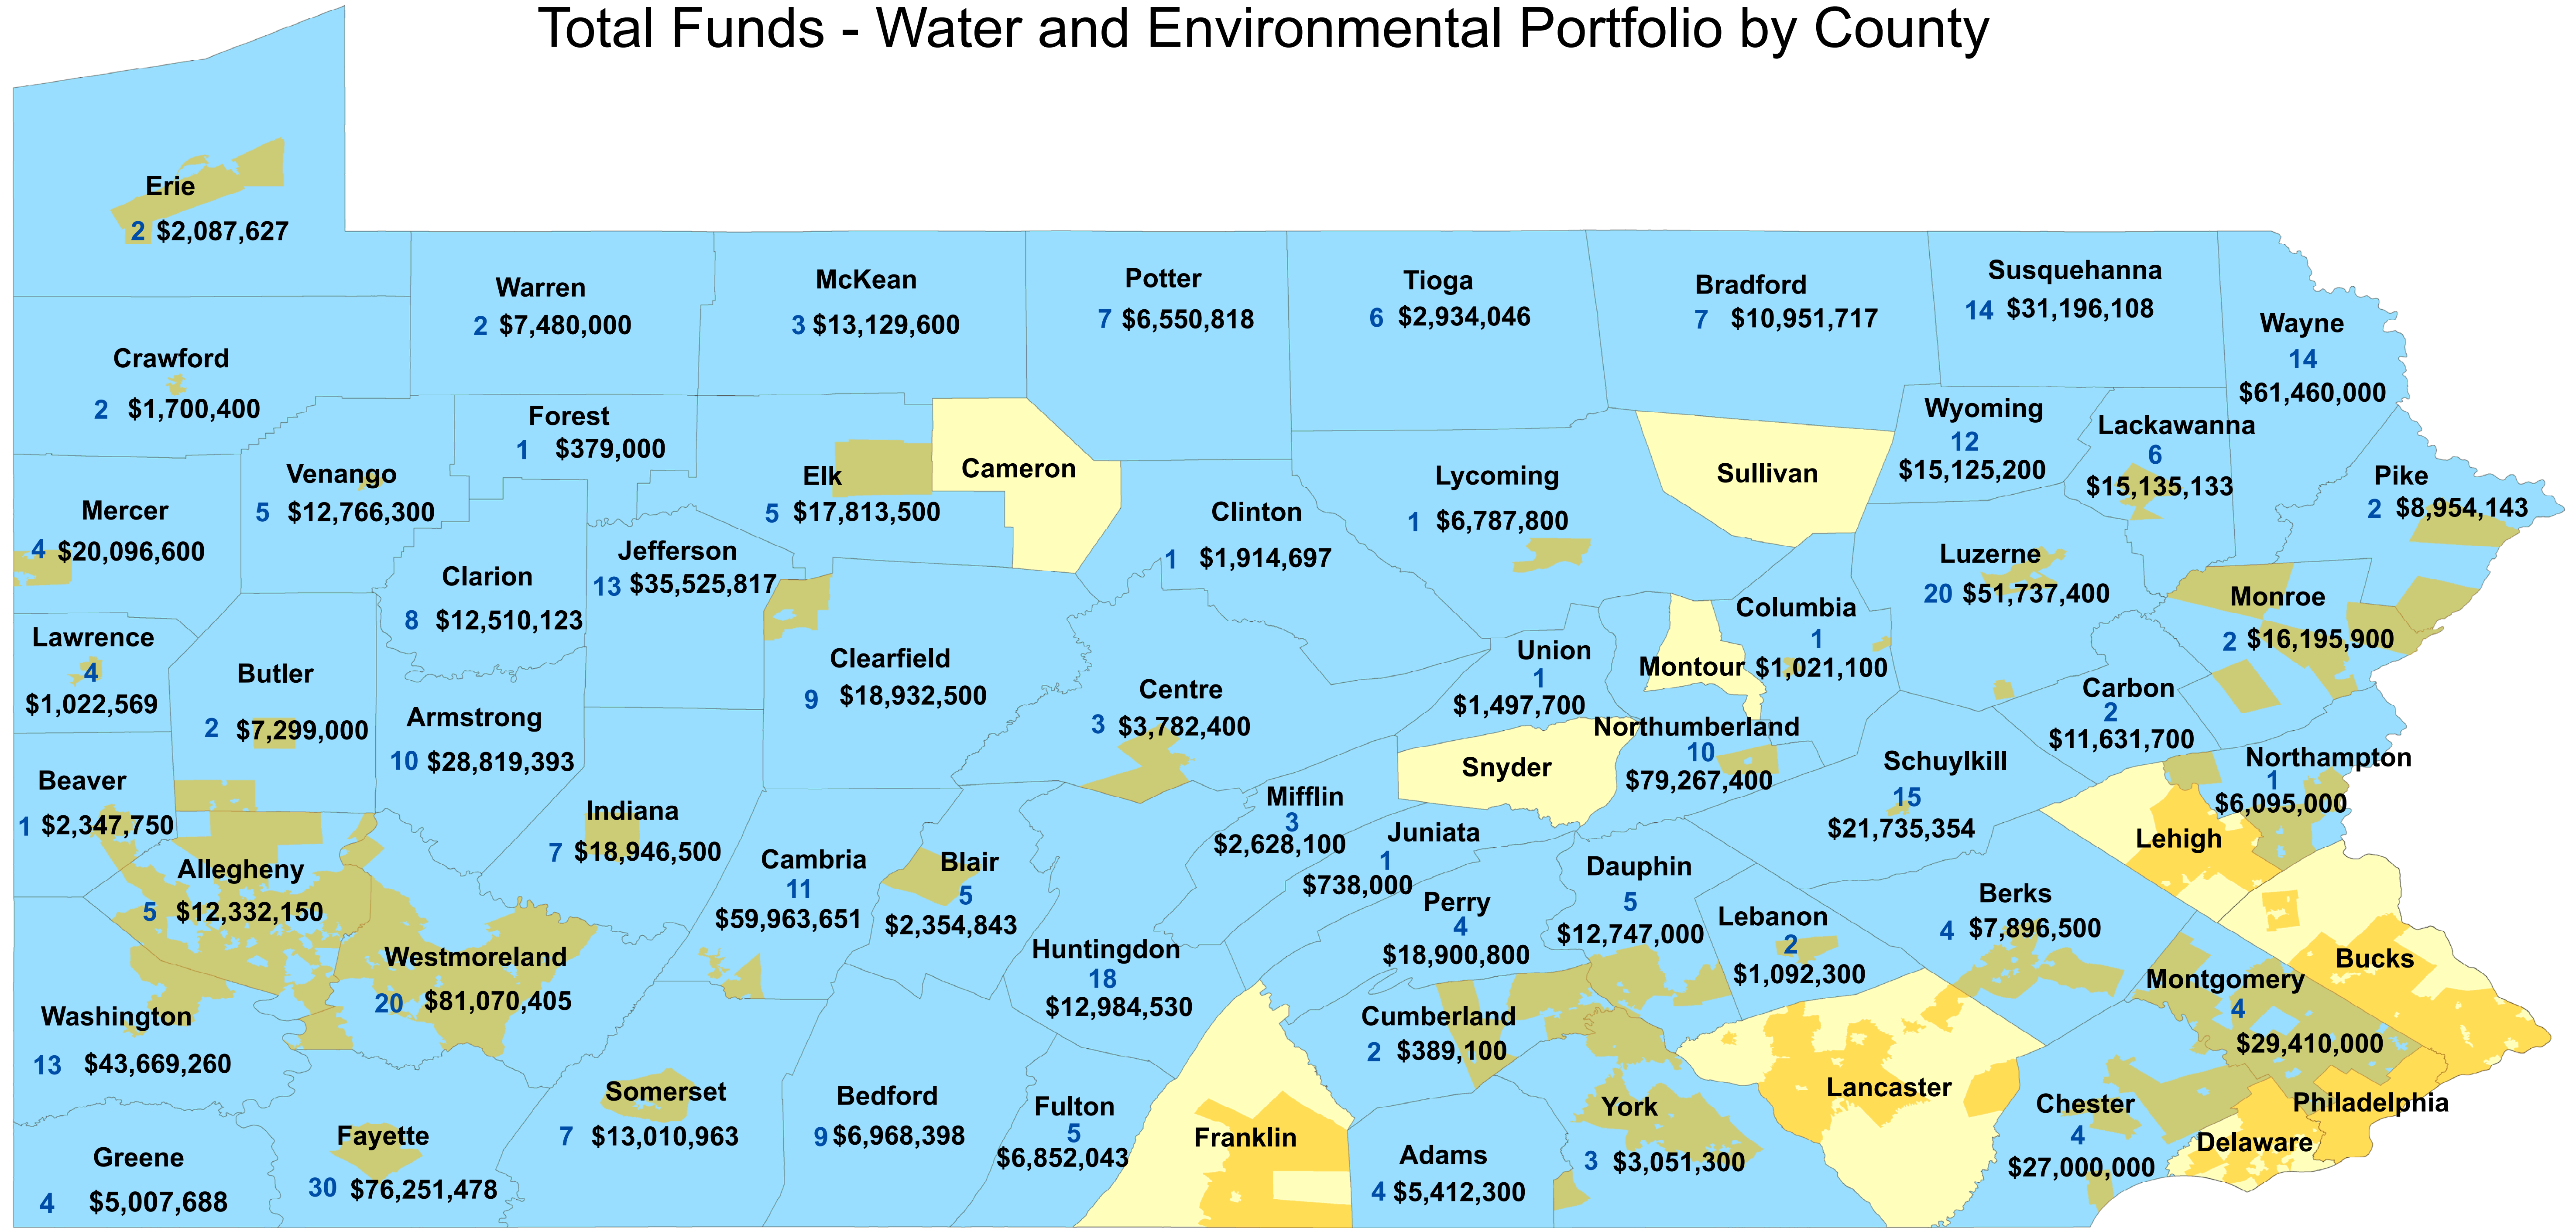 Total Funds - Water and Environmental Portfolio by County
Erie
2 $2,087,627
Warren
2 $7,480,000
McKean
3 $13,129,600
Potter
7 $6,550,818
Tioga
6 $2,934,046
Bradford
7 $10,951,717
Susquehanna
14 $31,196,108
Wayne
14
$61,460,000
Crawford
2 $1,700,400
Forest
1 $379,000
Venango
5 $12,766,300
Elk
5 $17,813,500
Cameron
Clinton
1 $1,914,697
Lycoming
1 $6,787,800
Sullivan
Wyoming
12
$15,125,200
Lackawanna
6
$15,135,133
Pike
2 $8,954,143
Mercer
4 $20,096,600
Clarion
8 $12,510,123
Jefferson
13 $35,525,817
Luzerne
20 $51,737,400
Monroe
2 $16,195,900
Lawrence
4
$1,022,569
Butler
2 $7,299,000
Armstrong
10 $28,819,393
Clearfield
9 $18,932,500
Centre
3 $3,782,400
Union
1
$1,497,700
Montour
Columbia
1
$1,021,100
Carbon
2
$11,631,700
Northumberland
10
$79,267,400
Snyder
Schuylkill
15
$21,735,354
Northampton
1
$6,095,000
Lehigh
Beaver
1 $2,347,750
Allegheny
5 $12,332,150
Indiana
7 $18,946,500
Cambria
11
$59,963,651
Blair
5
$2,354,843
Mifflin
3
$2,628,100
Juniata
1
$738,000
Perry
4
$18,900,800
Dauphin
5
$12,747,000
Lebanon
2
$1,092,300
Berks
4 $7,896,500
Bucks
Montgomery
4
$29,410,000
Westmoreland
20 $81,070,405
Huntingdon
18
$12,984,530
Cumberland
2 $389,100
Washington
13 $43,669,260
Somerset
7 $13,010,963
Bedford
9 $6,968,398
Fulton
5
$6,852,043
Franklin
Adams
4 $5,412,300
York
3 $3,051,300
Lancaster
Chester
4
$27,000,000
Delaware
Philadelphia
Greene
4 $5,007,688
Fayette
30 $76,251,478